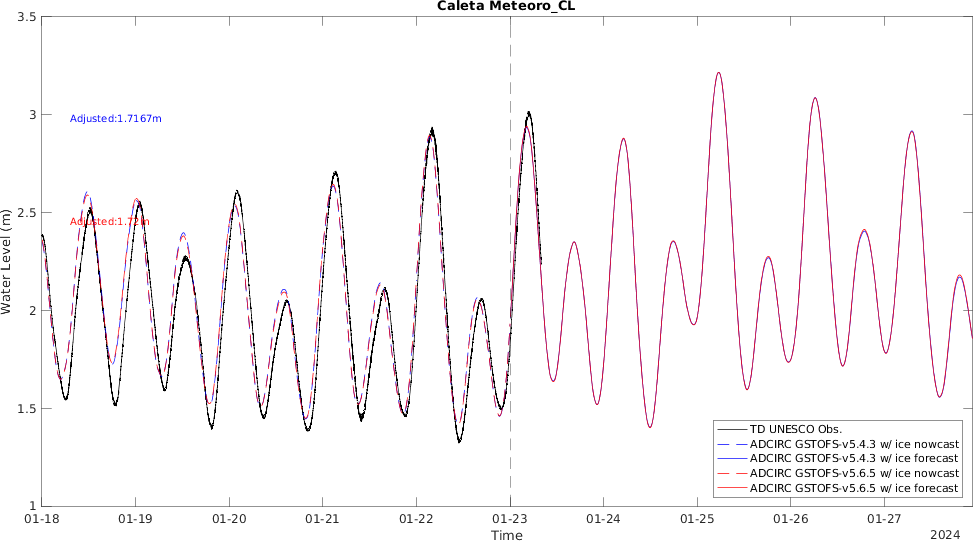 Caleta Meteoro_CL
3.5
3
2.5
2
1.5
1
Water Level (m)
Adjusted:1.7167m
Adjusted:1.72m
TD UNESCO Obs.
ADCIRC GSTOFS-v5.4.3 w/ ice nowcast
ADCIRC GSTOFS-v5.4.3 w/ ice forecast
ADCIRC GSTOFS-v5.6.5 w/ ice nowcast
ADCIRC GSTOFS-v5.6.5 w/ ice forecast
01-18 01-19 01-20 01-21 01-22 01-23 01-24 01-25 01-26 01-27
Time
2024